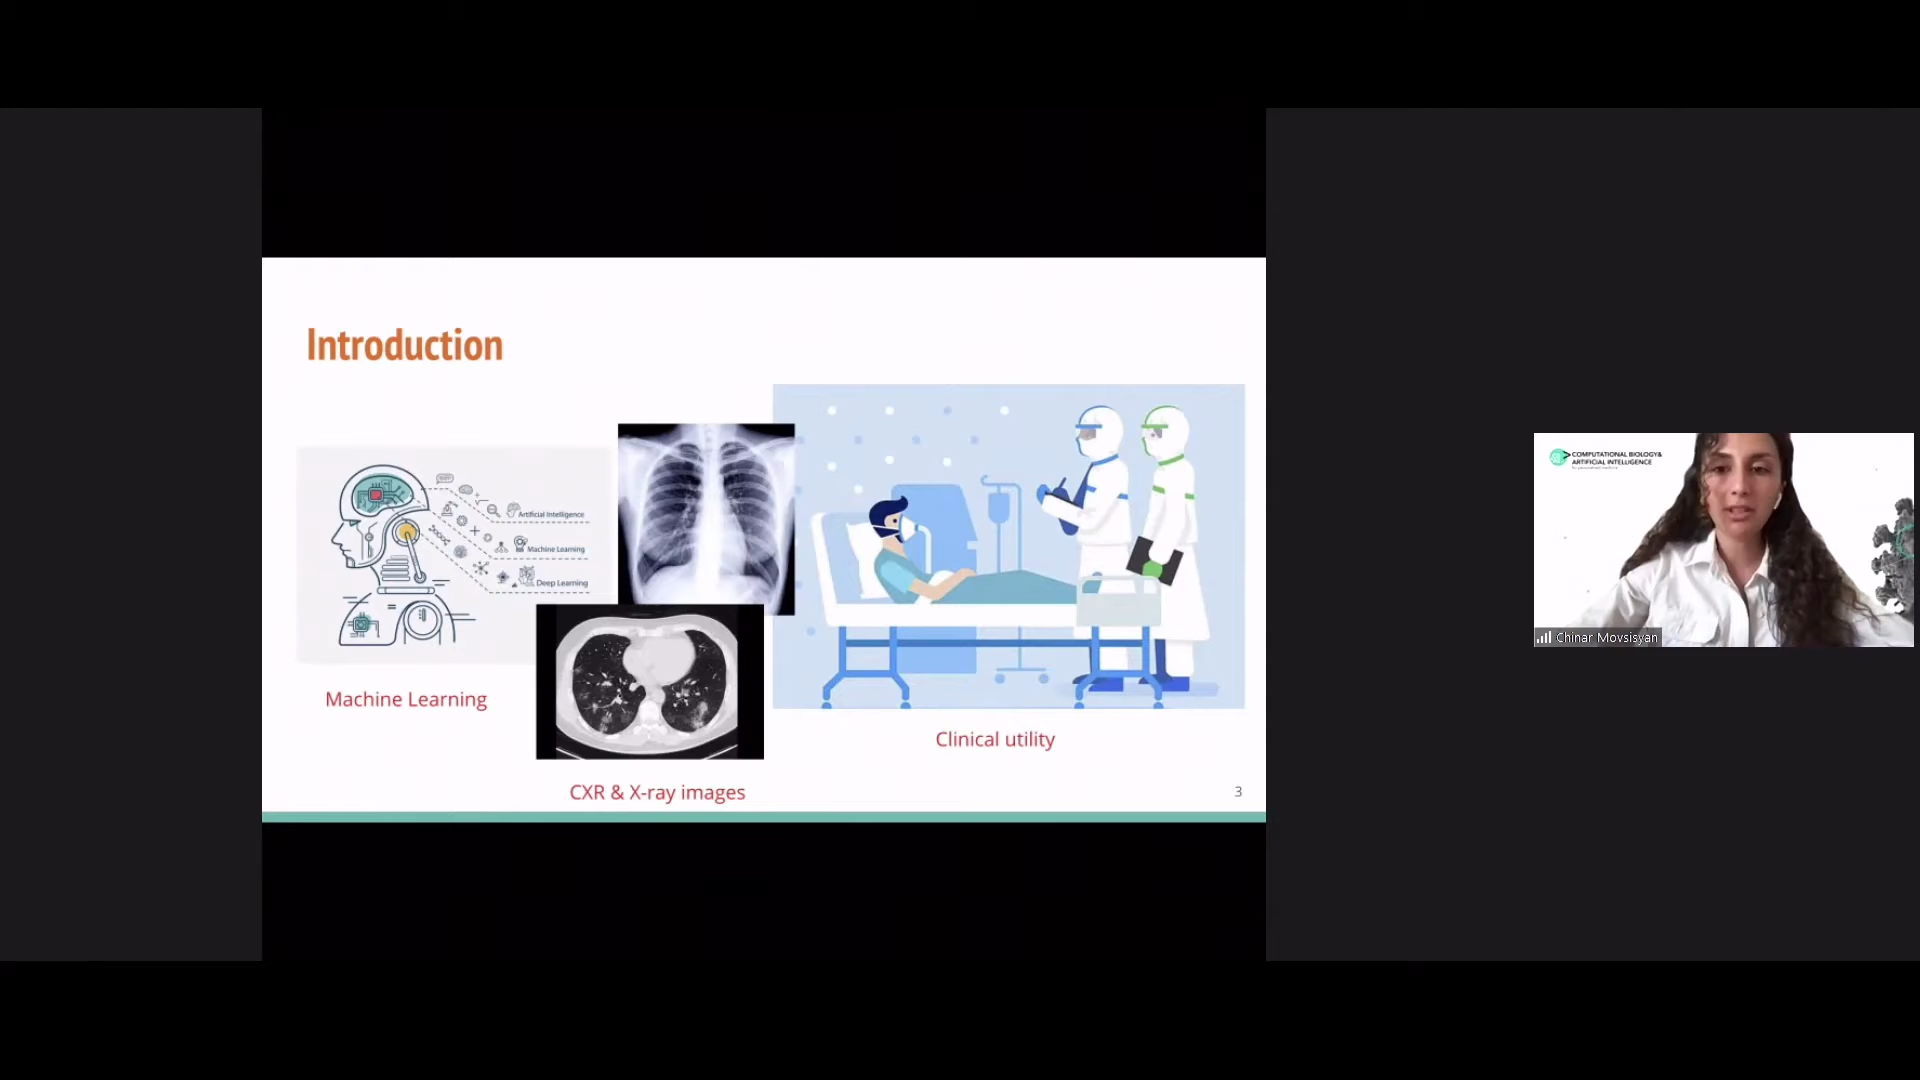 Introduction
Artificial Intelligence
Machine Learning
Deep Learning
Machine Learning
CXR & X-ray images
Clinical utility
3
COMPUTATIONAL BIOLOGY&
ARTIFICIAL INTELLIGENCE
Chinar Movsisyan